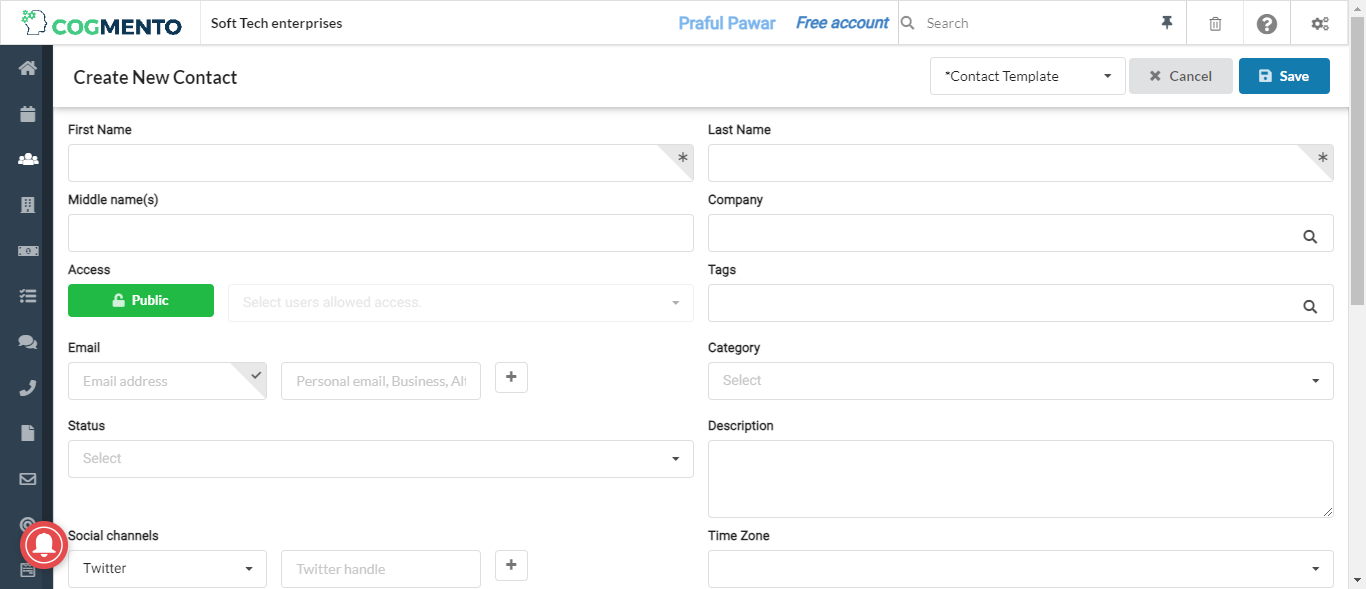 COGMENTO
Soft Tech enterprises
Praful Pawar
Free account
Search
Create New Contact
*Contact Template
Cancel
Save
First Name
Last Name
*
*
Middle name(s)
Company
Access
Tags
Public
Select users allowed access.
Email
Category
Email address
Personal email, Business, Alt
+
Select
Status
Description
Select
Social channels
Time Zone
Twitter
Twitter handle
+